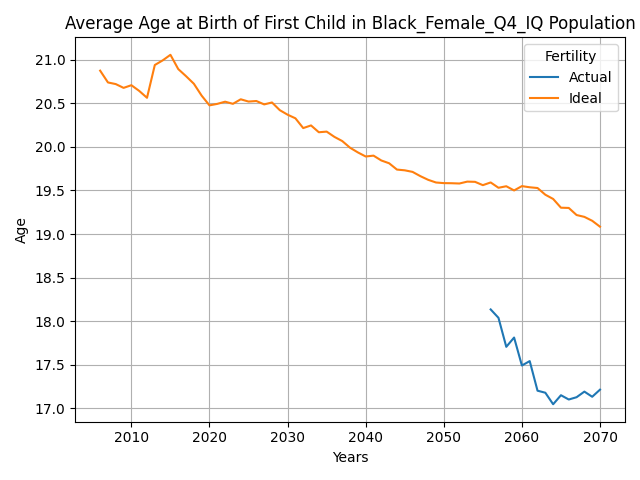 Average Age at Birth of First Child in Black_Female_Q4_IQ Population
Fertility
Actual
Ideal
Age
21.0
20.5
20.0
19.5
19.0
18.5
18.0
17.5
17.0
2010 2020 2030 2040 2050 2060 2070
Years